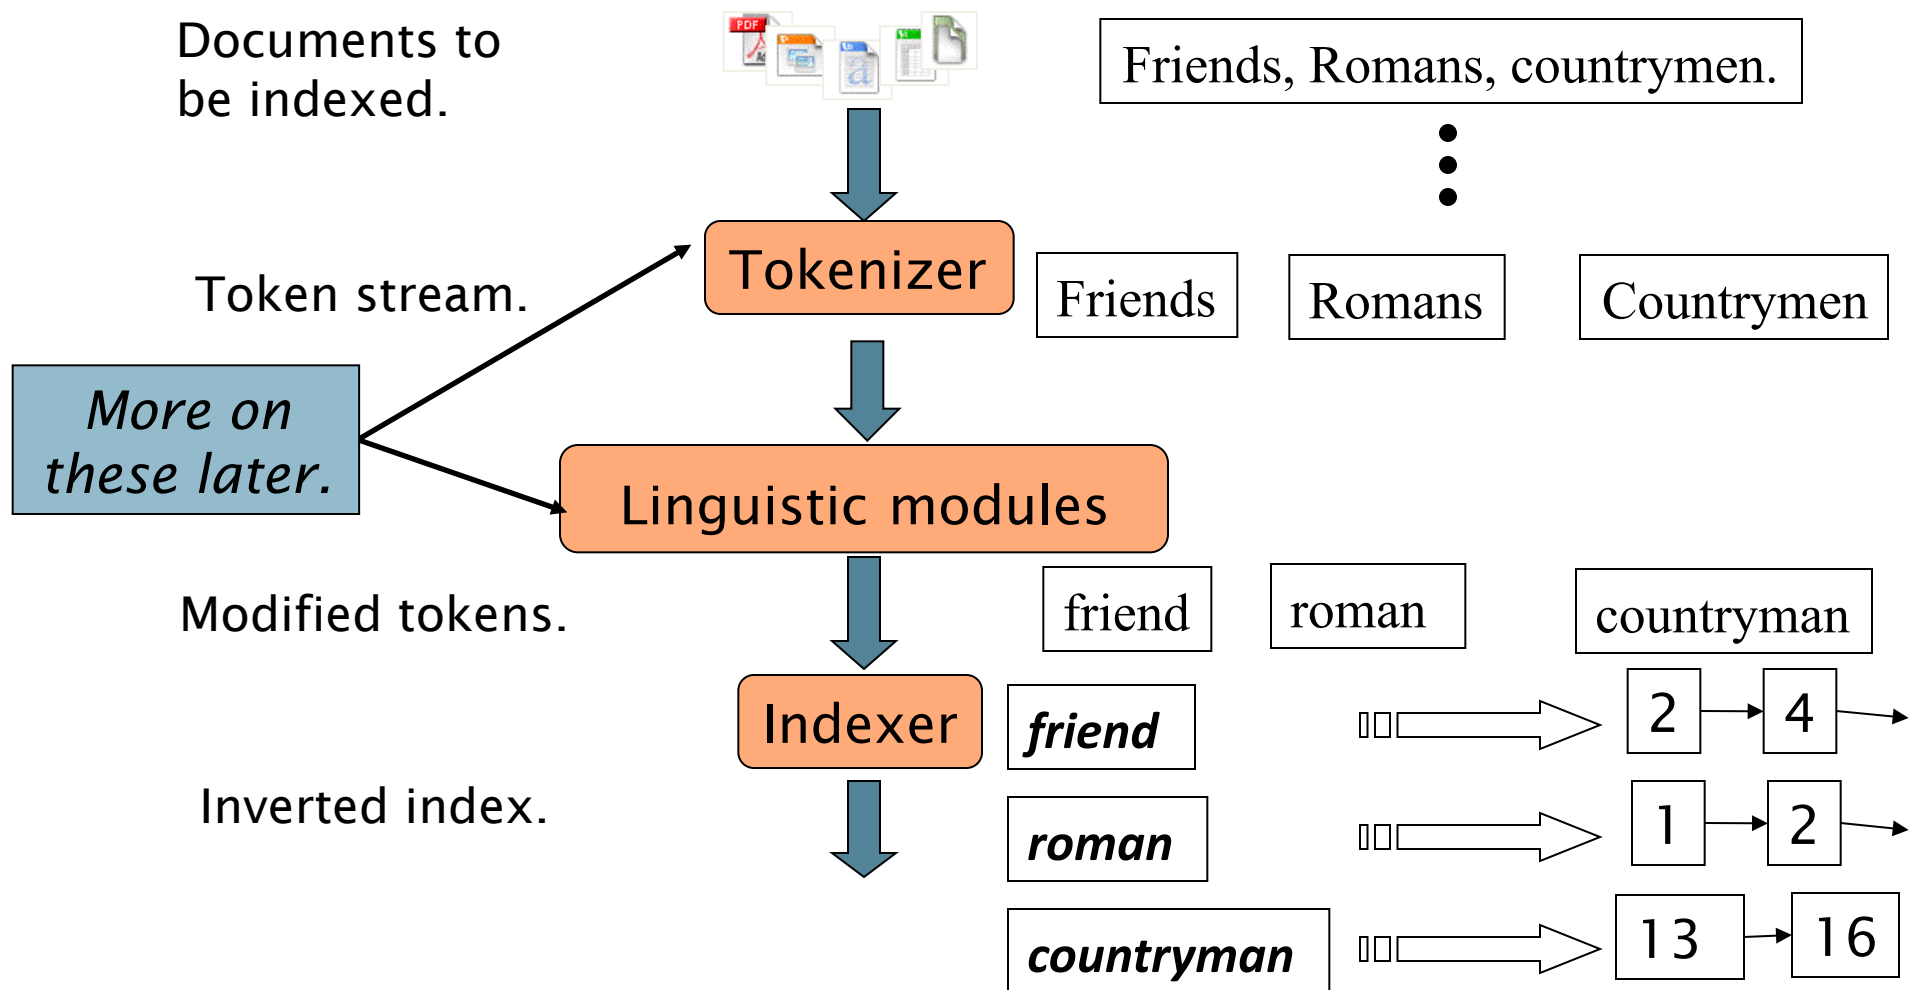 Documents to
be indexed.
PDF
Friends, Romans, countrymen.
Tokenizer
Token stream.
Friends
Romans
Countrymen
More on
these later.
Linguistic modules
Modified tokens.
friend
roman
countryman
Indexer
friend
2
4
Inverted index.
roman
1
2
countryman
13
16